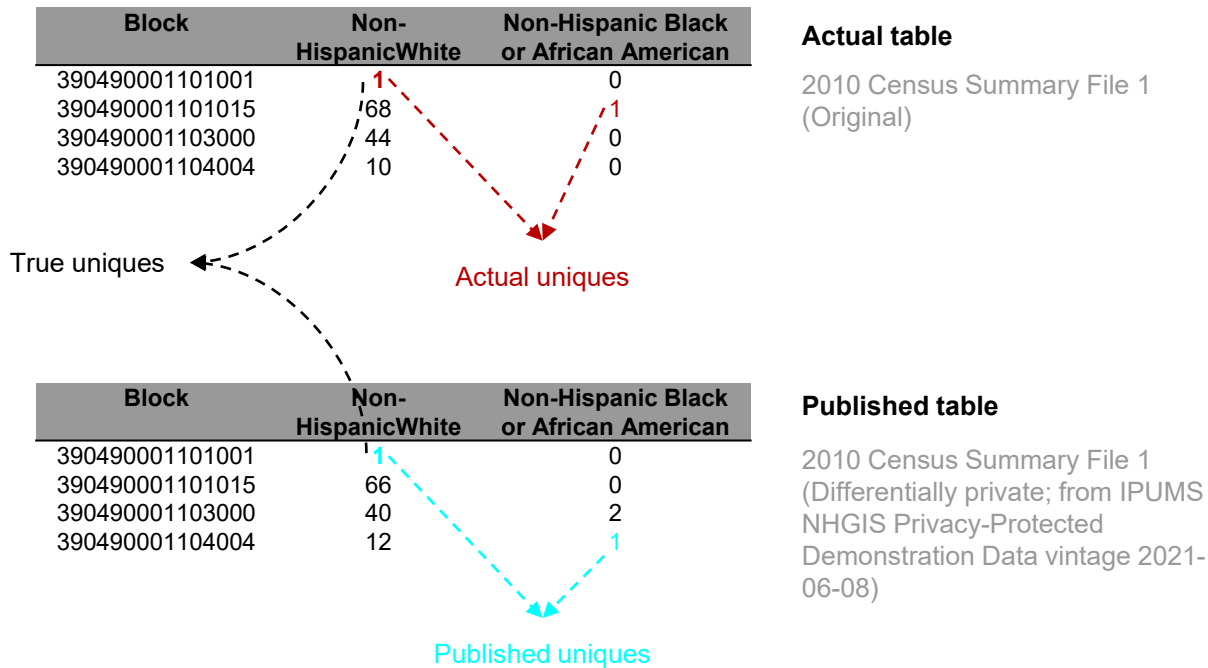 Block Non- Non-Hispanic Black
HispanicWhite or African American
390490001101001 1 0
390490001101015 68 1
390490001103000 44 0
390490001104004 10 0
Actual table
2010 Census Summary File 1
(Original)
True uniques
Actual uniques
Block Non- Non-Hispanic Black
HispanicWhite or African American
390490001101001 1 0
390490001101015 66 0
390490001103000 40 2
390490001104004 12 1
Published table
2010 Census Summary File 1
(Differentially private; from IPUMS
NHGIS Privacy-Protected
Demonstration Data vintage 2021-
06-08)
Published uniques